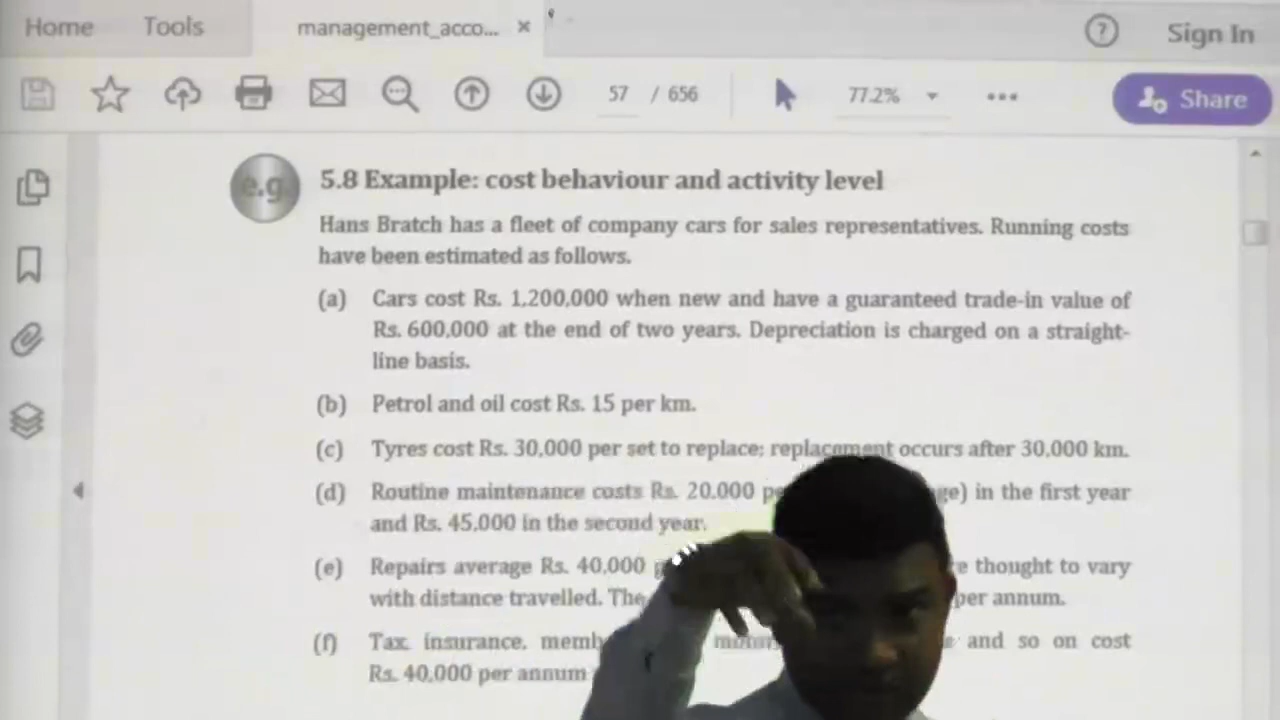 Home Tools management_acco... × ? Sign In
57 / 656 77.2% ••• Share
e.g. 5.8 Example: cost behaviour and activity level
Hans Bratch has a fleet of company cars for sales representatives. Running costs
have been estimated as follows.
(a) Cars cost Rs. 1,200,000 when new and have a guaranteed trade-in value of
Rs. 600,000 at the end of two years. Depreciation is charged on a straight-
line basis.
(b) Petrol and oil cost Rs. 15 per km.
(c) Tyres cost Rs. 30,000 per set to replace; replacement occurs after 30,000 km.
(d) Routine maintenance costs Rs. 20,000 in the first year
and Rs. 45,000 in the second year.
(e) Repairs average Rs. 40,000 thought to vary
with distance travelled. The per annum.
(f) Tax, insurance, and so on cost
Rs. 40,000 per annum